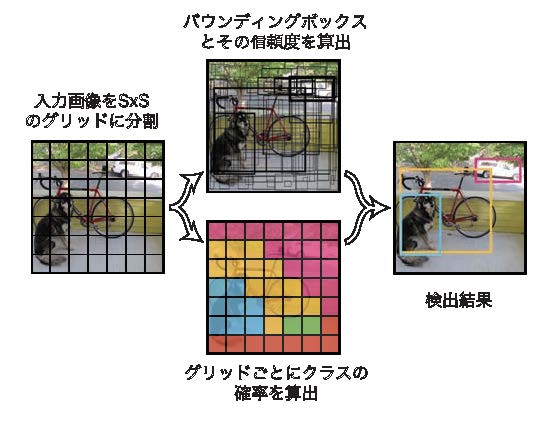 バウンディングボックス
とその信頼度を算出
入力画像をSxS
のグリッドに分割
検出結果
グリッドごとにクラスの
確率を算出